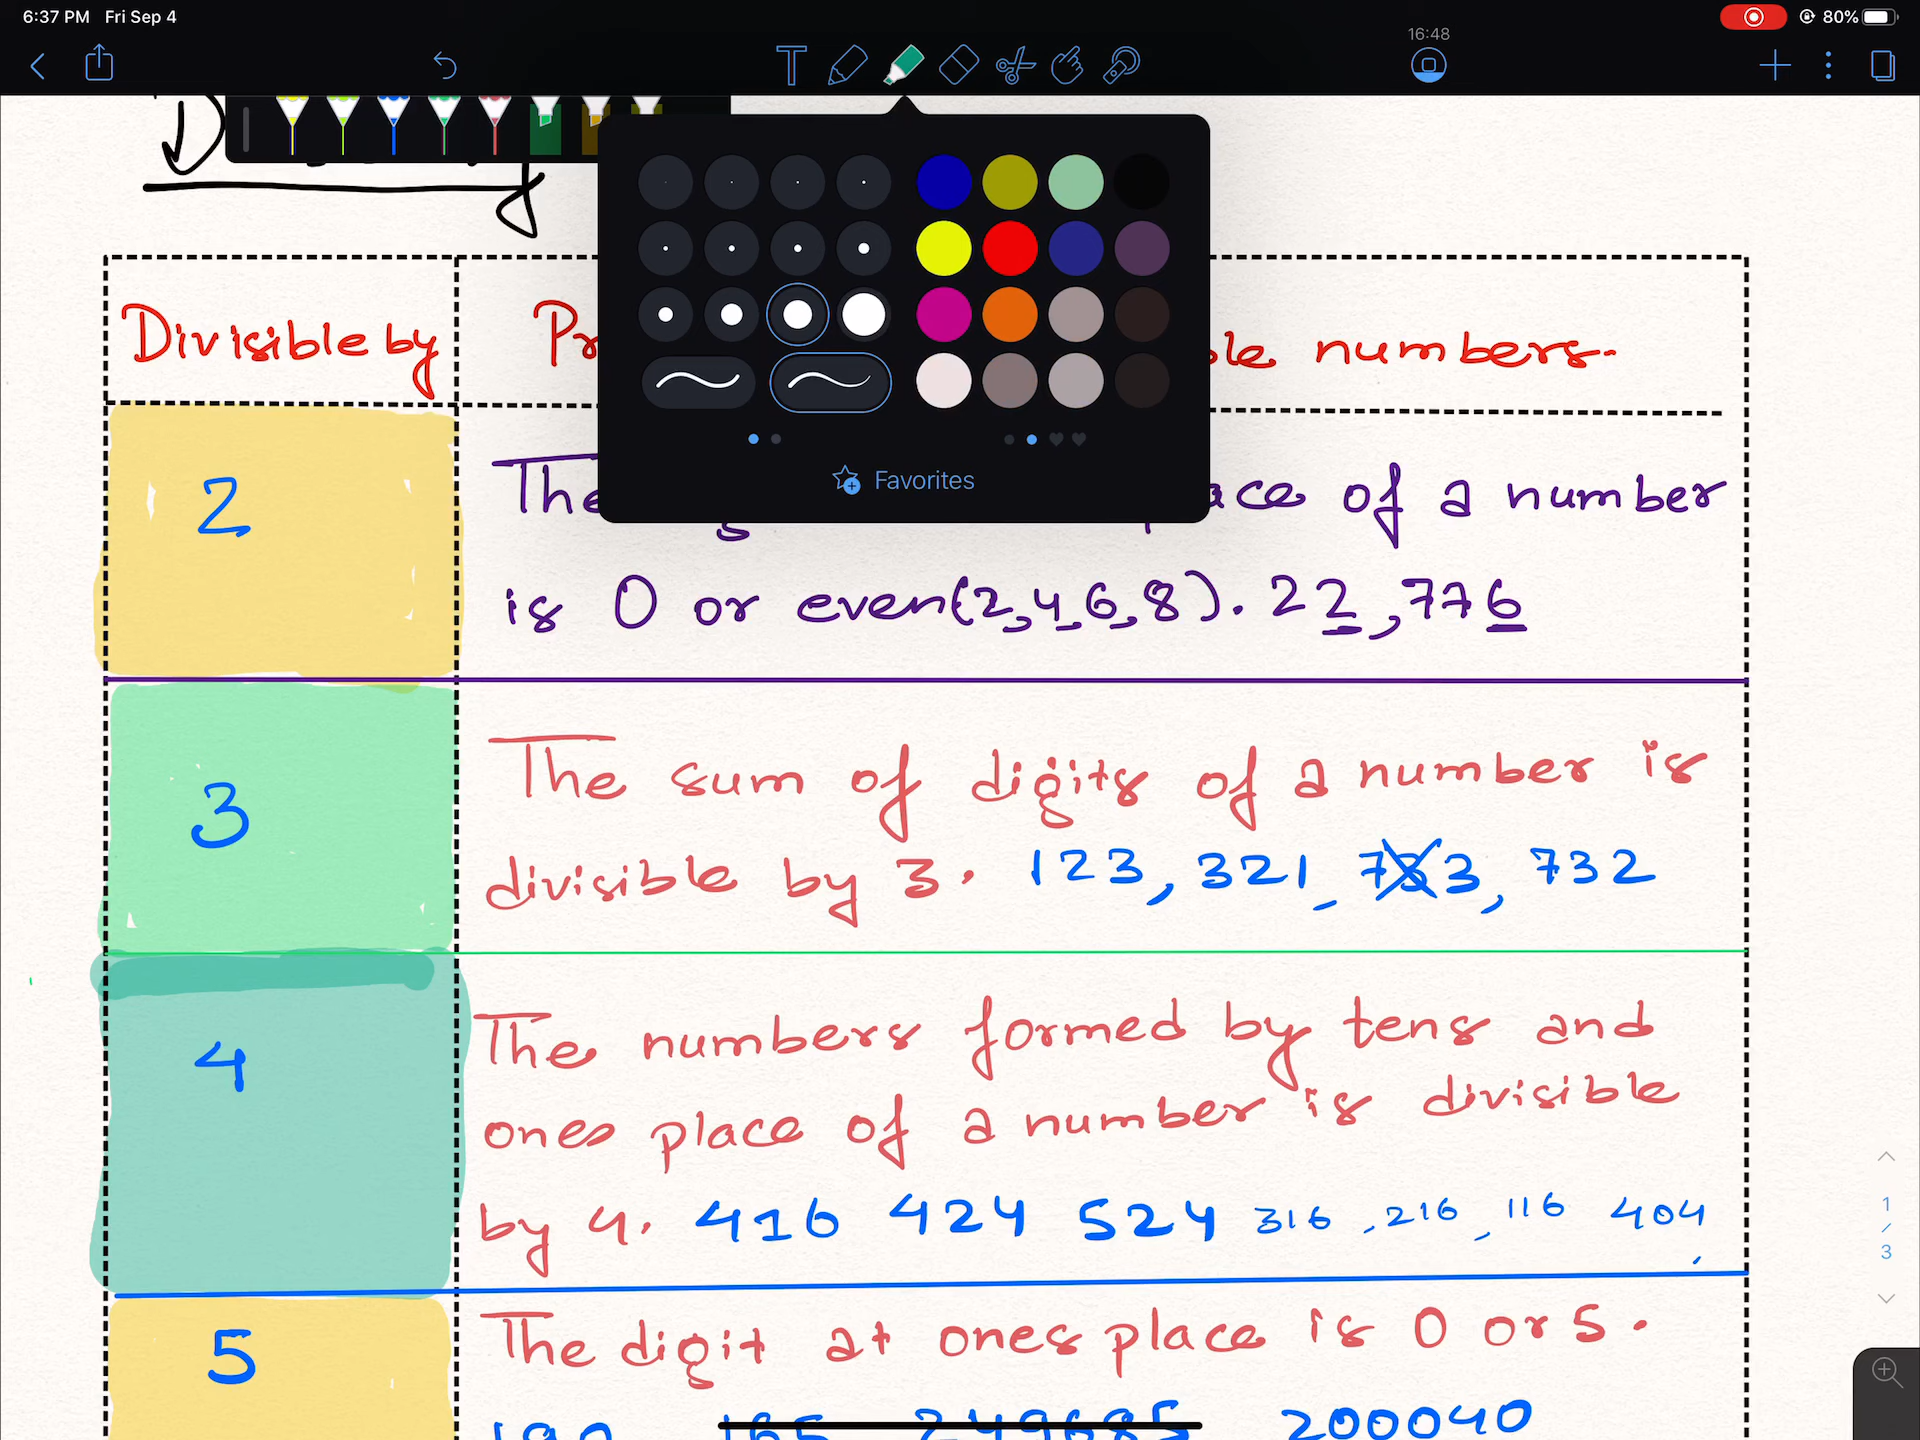 6:37 PM Fri Sep 4
80%
16:48
Favorites
Divisible by
numbers.
2
The
of a number
is 0 or even(2,4,6,8). 22,776
3
The sum of digits of a number is
divisible by 3. 123, 321, 733, 732
4
The numbers formed by tens and
ones place of a number is divisible
by 4. 416 424 524 316, 216, 116 404,
5
The digit at ones place is 0 or 5.
200040
1
/
3